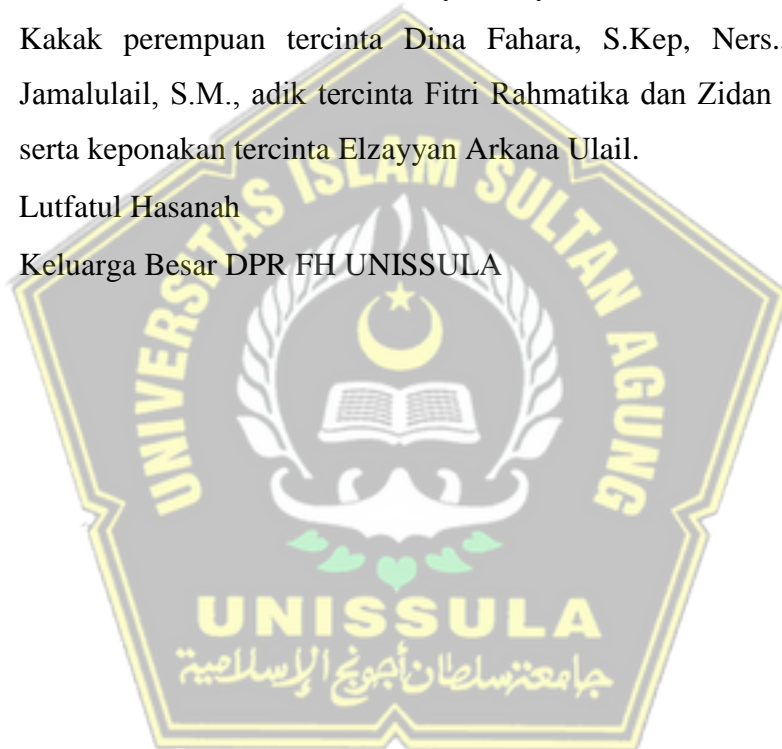 Kakak perempuan tercinta Dina Fahara, S.Kep, Ners.
Jamalulail, S.M., adik tercinta Fitri Rahmatika dan Zidan
serta keponakan tercinta Elzayyan Arkana Ulail.
Lutfatul Hasanah
Keluarga Besar DPR FH UNISSULA
UNIVERSITAS ISLAM SULTAN AGUNG
UNISSULA
جامعة سلطان أجونج الإسلامية